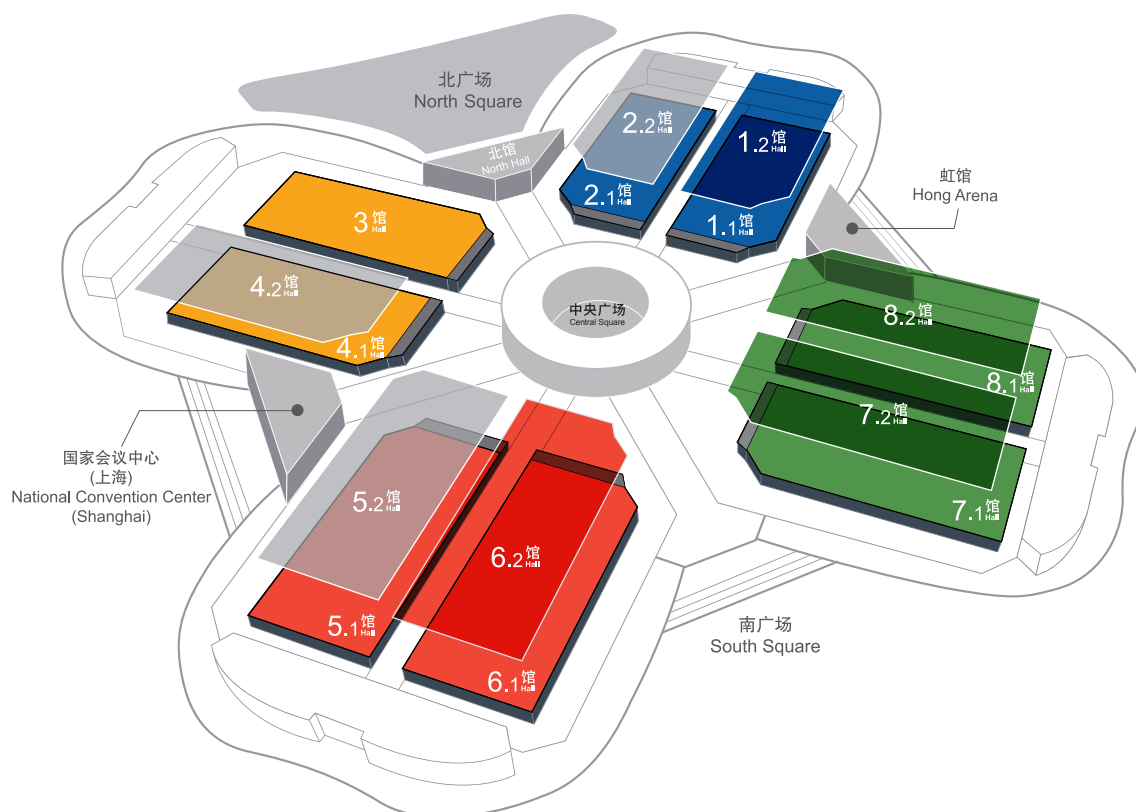 北广场
North Square
北馆
North Hall
2.2馆
Hall
1.2馆
Hall
2.1馆
Hall
1.1馆
Hall
虹馆
Hong Arena
3馆
Hall
4.2馆
Hall
4.1馆
Hall
中央广场
Central Square
8.2馆
Hall
8.1馆
Hall
7.2馆
Hall
7.1馆
Hall
国家会议中心
(上海)
National Convention Center
(Shanghai)
5.2馆
Hall
6.2馆
Hall
5.1馆
Hall
6.1馆
Hall
南广场
South Square